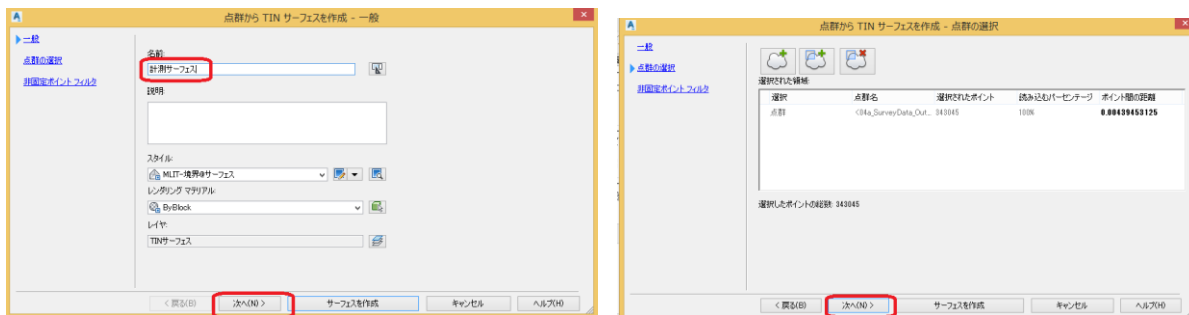 点群から TIN サーフェスを作成 - 一般
一般
点群の選択
非固定ポイント フィルタ
名前:
計測サーフェス
説明:
スタイル:
MLIT-境界@サーフェス
レンダリング マテリアル:
ByBlock
レイヤ:
TINサーフェス
< 戻る(B)
次へ(N) >
サーフェスを作成
キャンセル
ヘルプ(H)
点群から TIN サーフェスを作成 - 点群の選択
一般
点群の選択
非固定ポイント フィルタ
選択された領域:
選択 点群名 選択されたポイント 読み込むパーセンテージ ポイント間の距離
点群 <04a_SurveyData_Out... 343045 100% 0.00439453125
選択したポイントの総数: 343045
< 戻る(B)
次へ(N) >
サーフェスを作成
キャンセル
ヘルプ(H)